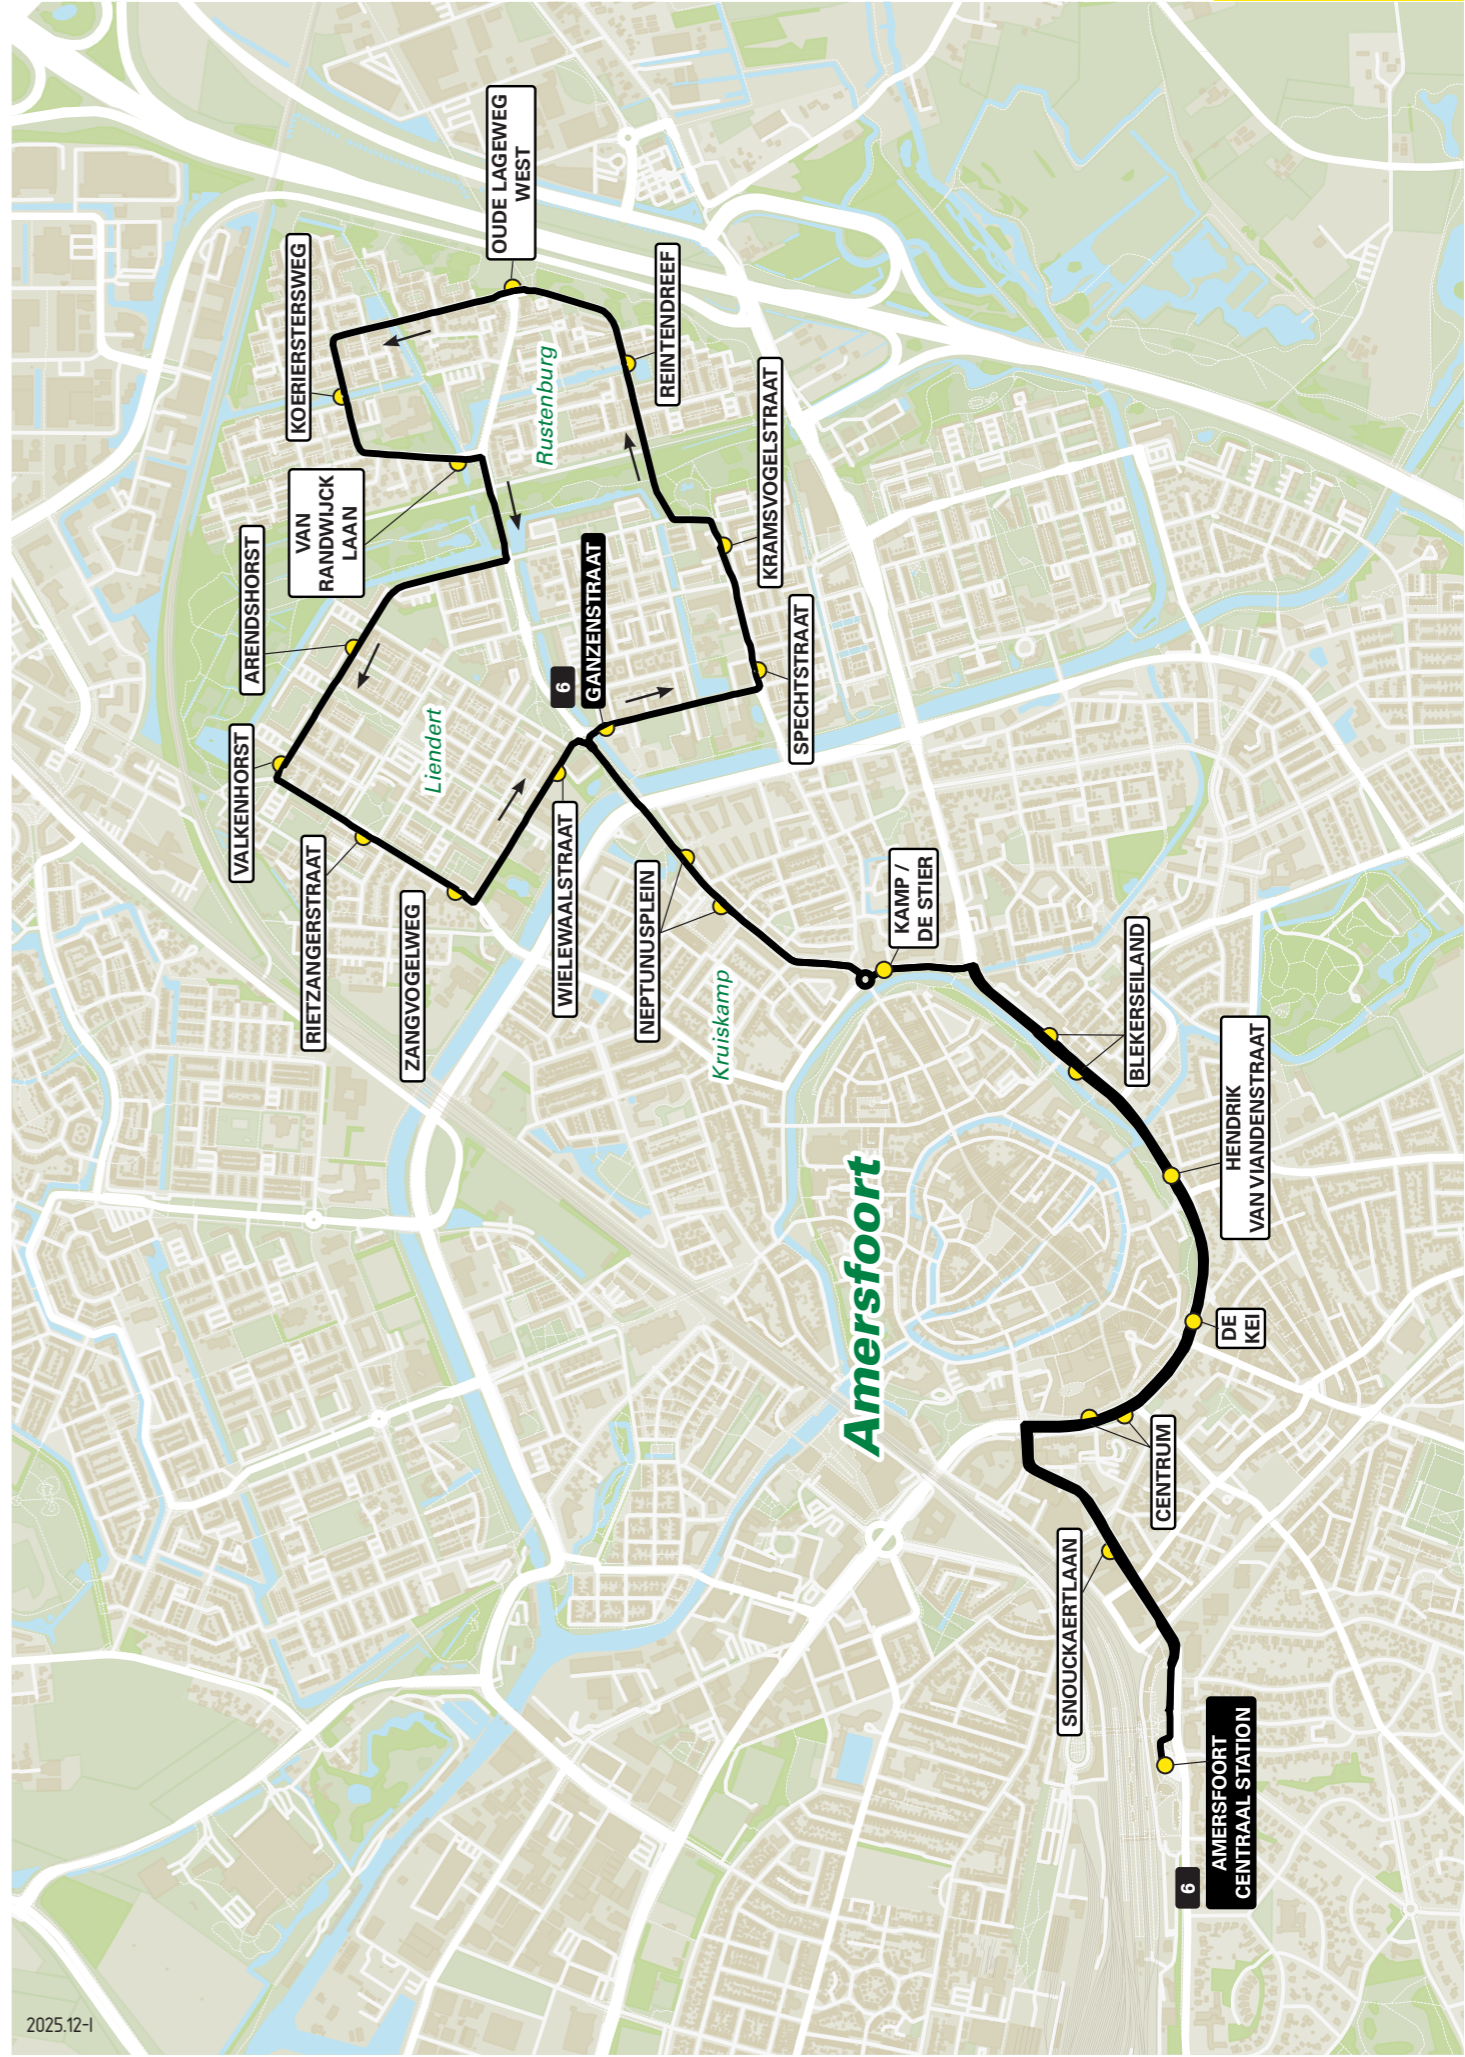 OUDE LAGEWEG
WEST
KOERIERSTERSWEG
REINTENDREEF
Rustenburg
VAN
RANDWIJCK
LAAN
KRAMSVOGELSTRAAT
ARENDSHORST
6
GANZENSTRAAT
SPECHTSTRAAT
VALKENHORST
Liendert
RIETZANGERSTRAAT
ZANGVOGELWEG
WIELEWAALSTRAAT
NEPTUNUSPLEIN
KAMP /
DE STIER
Kruiskamp
BLEKERSEILAND
HENDRIK
VAN VIANDENSTRAAT
Amersfoort
DE
KEI
CENTRUM
SNOUCKAERTLAAN
6
AMERSFOORT
CENTRAAL STATION
2025.12-I